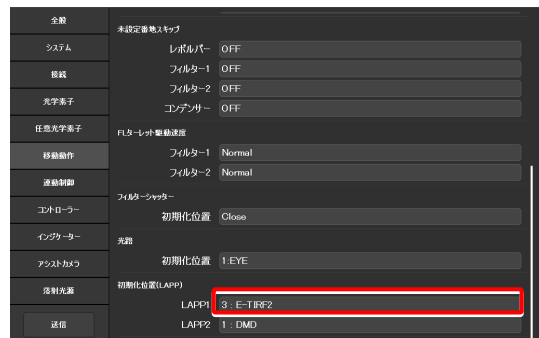 全般
システム
接続
光学素子
任意光学素子
移動動作
連動制御
コントローラー
インジケーター
アシストカメラ
落射光源
送信
未設定番地スキップ
レボルバー OFF
フィルター1 OFF
フィルター2 OFF
コンデンサー OFF
FLターレット駆動速度
フィルター1 Normal
フィルター2 Normal
フィルターシャッター
初期化位置 Close
光路
初期化位置 1:EYE
初期化位置(LAPP)
LAPP1 3 : E-TIRF2
LAPP2 1 : DMD